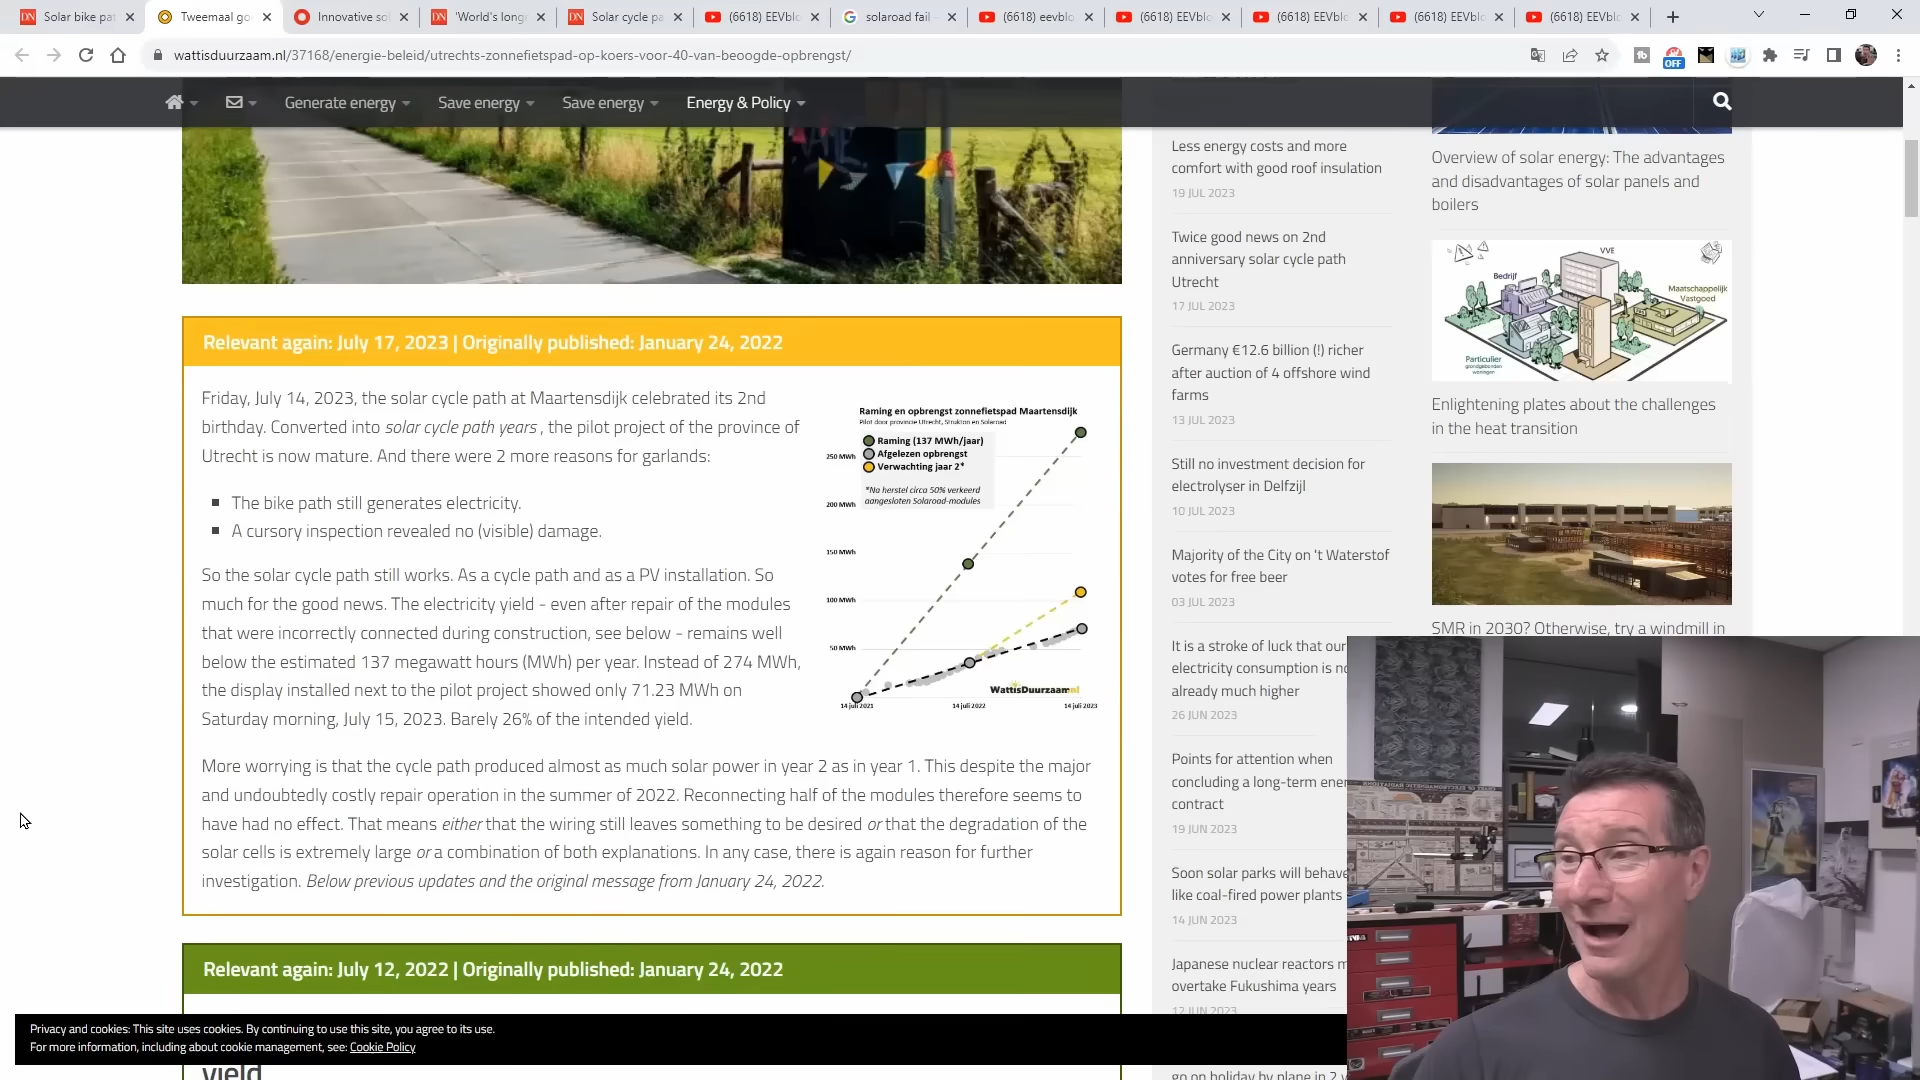 Solar bike pat
Tweemaal go
Innovative so
'World's long
Solar cycle pa
(6618) EEVblo
solaroad fail -
(6618) eevblo
(6618) EEVblo
(6618) EEVblo
(6618) EEVblo
(6618) EEVblo
wattisduurzaam.nl/37168/energie-beleid/utrechts-zonnefietspad-op-koers-voor-40-van-beoogde-opbrengst/
OFF
Generate energy
Save energy
Save energy
Energy & Policy
Relevant again: July 17, 2023 | Originally published: January 24, 2022
Friday, July 14, 2023, the solar cycle path at Maartensdijk celebrated its 2nd
birthday. Converted into solar cycle path years , the pilot project of the province of
Utrecht is now mature. And there were 2 more reasons for garlands:
The bike path still generates electricity.
A cursory inspection revealed no (visible) damage.
So the solar cycle path still works. As a cycle path and as a PV installation. So
much for the good news. The electricity yield - even after repair of the modules
that were incorrectly connected during construction, see below - remains well
below the estimated 137 megawatt hours (MWh) per year. Instead of 274 MWh,
the display installed next to the pilot project showed only 71.23 MWh on
Saturday morning, July 15, 2023. Barely 26% of the intended yield.
Raming en opbrengst zonnefietspad Maartensdijk
Pilot door provincie Utrecht, Strukton en Solaroad
Raming (137 MWh/jaar)
Afgelezen opbrengst
Verwachting jaar 2*
*Na herstel circa 50% verkeerd
aangesloten Solaroad-modules
250 MWh
200 MWh
150 MWh
100 MWh
50 MWh
WattisDuurzaam.nl
14 juli 2021
14 juli 2022
14 juli 2023
More worrying is that the cycle path produced almost as much solar power in year 2 as in year 1. This despite the major
and undoubtedly costly repair operation in the summer of 2022. Reconnecting half of the modules therefore seems to
have had no effect. That means either that the wiring still leaves something to be desired or that the degradation of the
solar cells is extremely large or a combination of both explanations. In any case, there is again reason for further
investigation. Below previous updates and the original message from January 24, 2022.
Relevant again: July 12, 2022 | Originally published: January 24, 2022
yield
Privacy and cookies: This site uses cookies. By continuing to use this site, you agree to its use.
For more information, including about cookie management, see: Cookie Policy
Less energy costs and more
comfort with good roof insulation
19 JUL 2023
Twice good news on 2nd
anniversary solar cycle path
Utrecht
17 JUL 2023
Germany €12.6 billion (!) richer
after auction of 4 offshore wind
farms
13 JUL 2023
Still no investment decision for
electrolyser in Delfzijl
10 JUL 2023
Majority of the City on 't Waterstof
votes for free beer
03 JUL 2023
It is a stroke of luck that our
electricity consumption is no
already much higher
26 JUN 2023
Points for attention when
concluding a long-term ener
contract
19 JUN 2023
Soon solar parks will behave
like coal-fired power plants
14 JUN 2023
Japanese nuclear reactors m
overtake Fukushima years
12 JUN 2023
go on holiday by plane in 2 y
Overview of solar energy: The advantages
and disadvantages of solar panels and
boilers
VVE
Bedrijf
Maatschappelijk
Vastgoed
Particulier
grondgebonden
woningen
Enlightening plates about the challenges
in the heat transition
SMR in 2030? Otherwise, try a windmill in